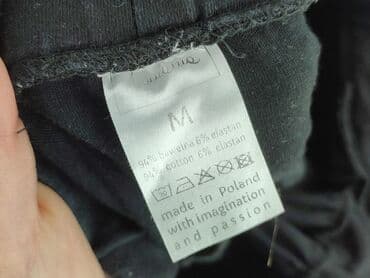 M
94% bawełna 6% elastan
94% cotton 6% elastan
made in Poland
with imagination
and passion